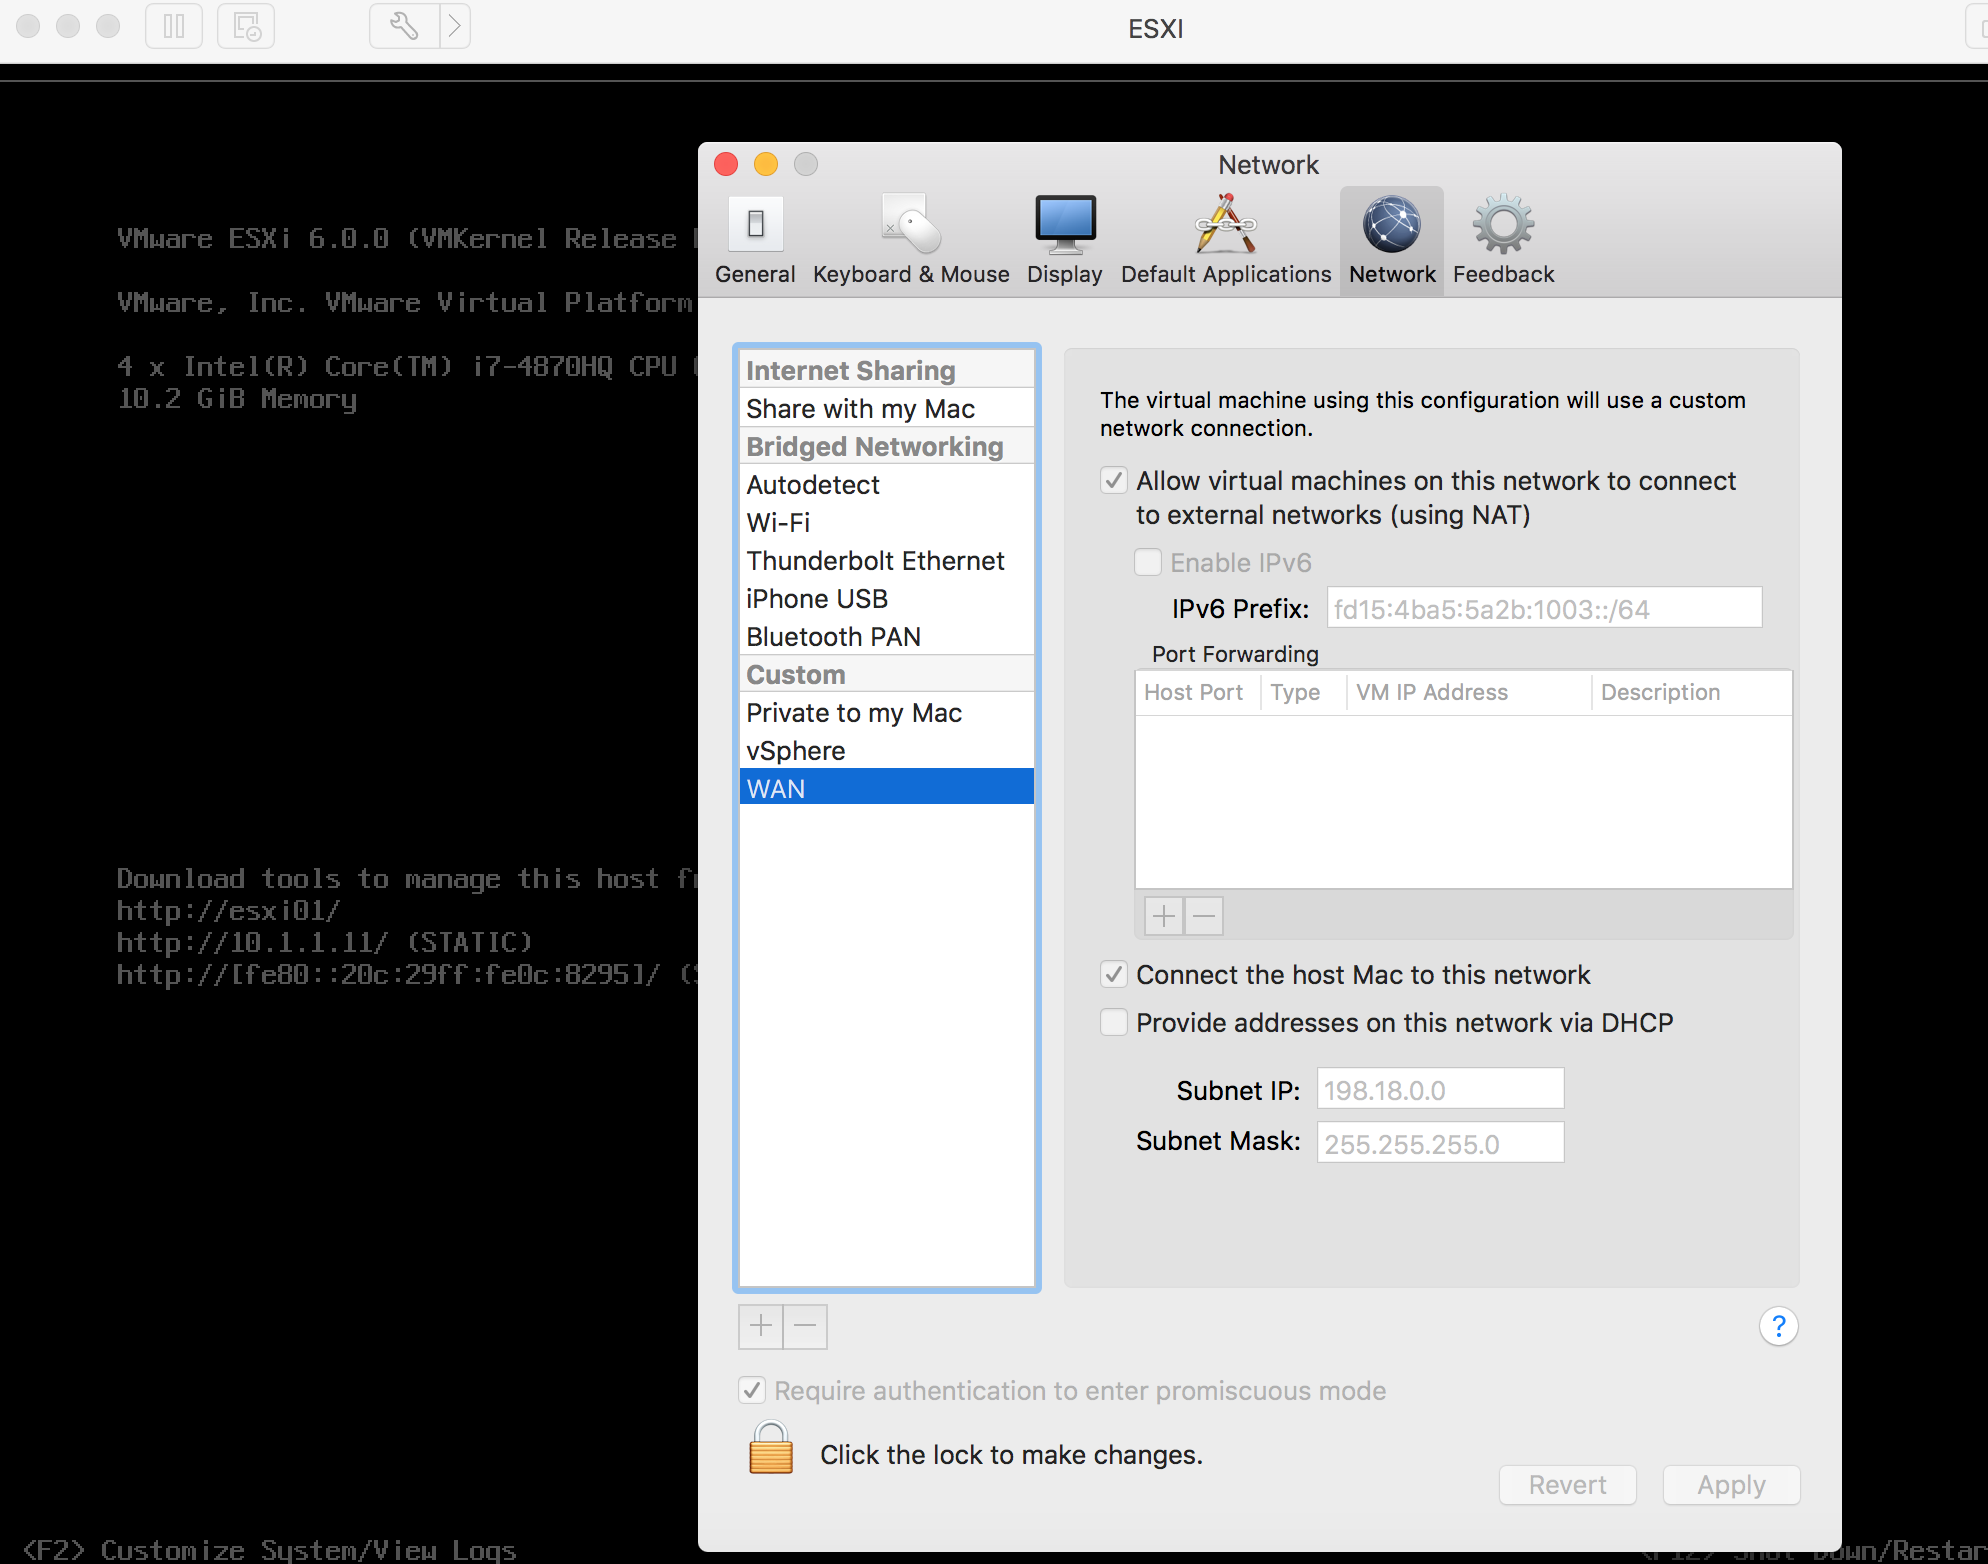 ESXI
VMware ESXi 6.0.0 (VMKernel Release
VMware, Inc. VMware Virtual Platform
4 x Intel(R) Core(TM) i7-4870HQ CPU
10.2 GiB Memory
Download tools to manage this host
http://esxi01/
http://10.1.1.11/ (STATIC)
http://[fe80::20c:29ff:fe0c:8295]/
<F2> Customize System/View Logs
Down/Restar
Network
General
Keyboard & Mouse
Display
Default Applications
Network
Feedback
Internet Sharing
Share with my Mac
Bridged Networking
Autodetect
Wi-Fi
Thunderbolt Ethernet
iPhone USB
Bluetooth PAN
Custom
Private to my Mac
vSphere
WAN
The virtual machine using this configuration will use a custom
network connection.
Allow virtual machines on this network to connect
to external networks (using NAT)
Enable IPv6
IPv6 Prefix: fd15:4ba5:5a2b:1003::/64
Port Forwarding
Host Port Type VM IP Address Description
Connect the host Mac to this network
Provide addresses on this network via DHCP
Subnet IP: 198.18.0.0
Subnet Mask: 255.255.255.0
?
Require authentication to enter promiscuous mode
Click the lock to make changes.
Revert Apply